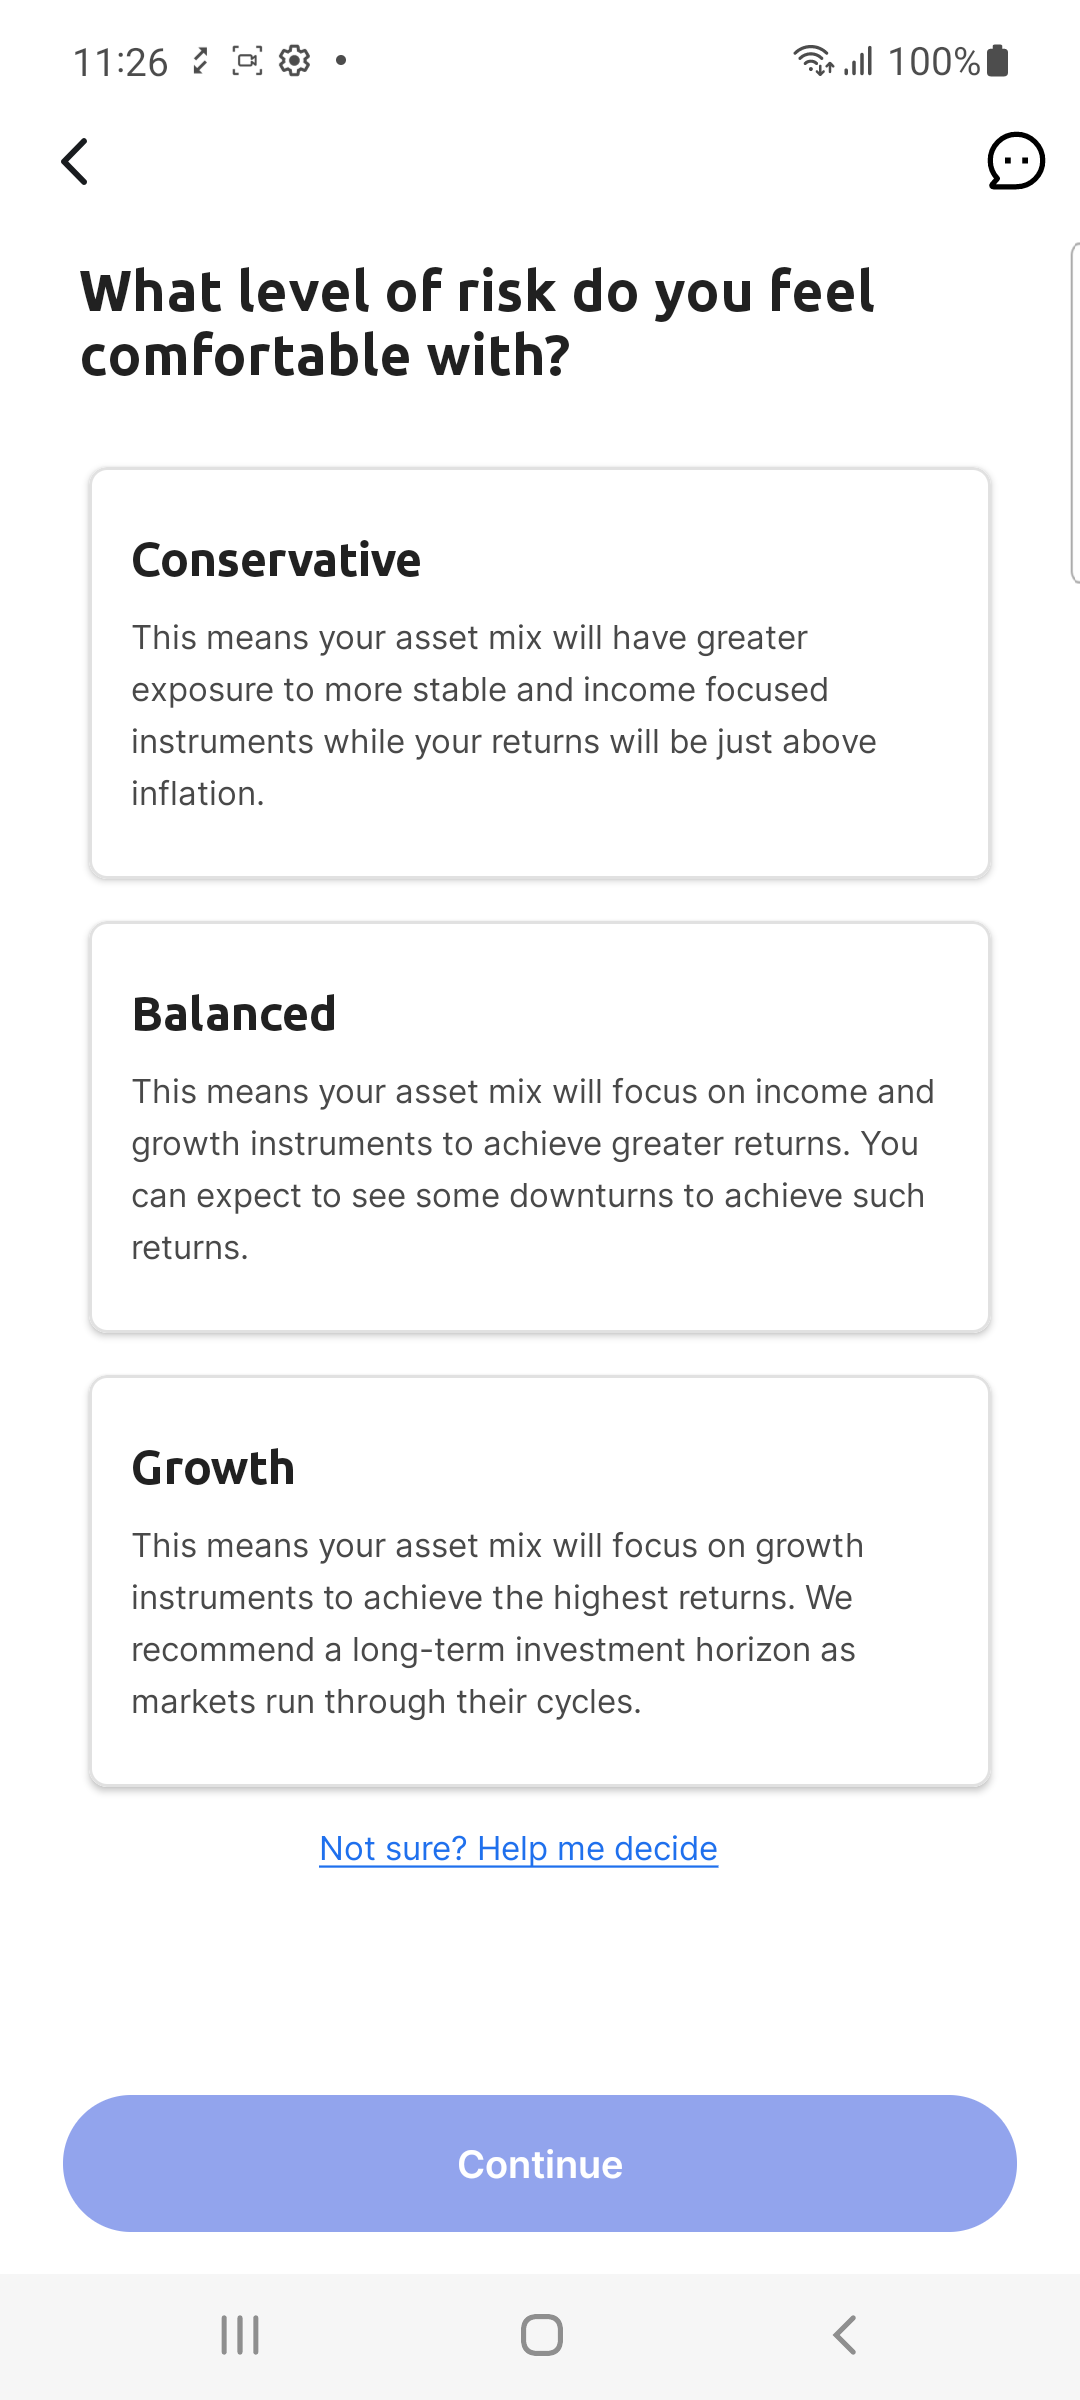 11:26
100%
What level of risk do you feel
comfortable with?
Conservative
This means your asset mix will have greater
exposure to more stable and income focused
instruments while your returns will be just above
inflation.
Balanced
This means your asset mix will focus on income and
growth instruments to achieve greater returns. You
can expect to see some downturns to achieve such
returns.
Growth
This means your asset mix will focus on growth
instruments to achieve the highest returns. We
recommend a long-term investment horizon as
markets run through their cycles.
Not sure? Help me decide
Continue